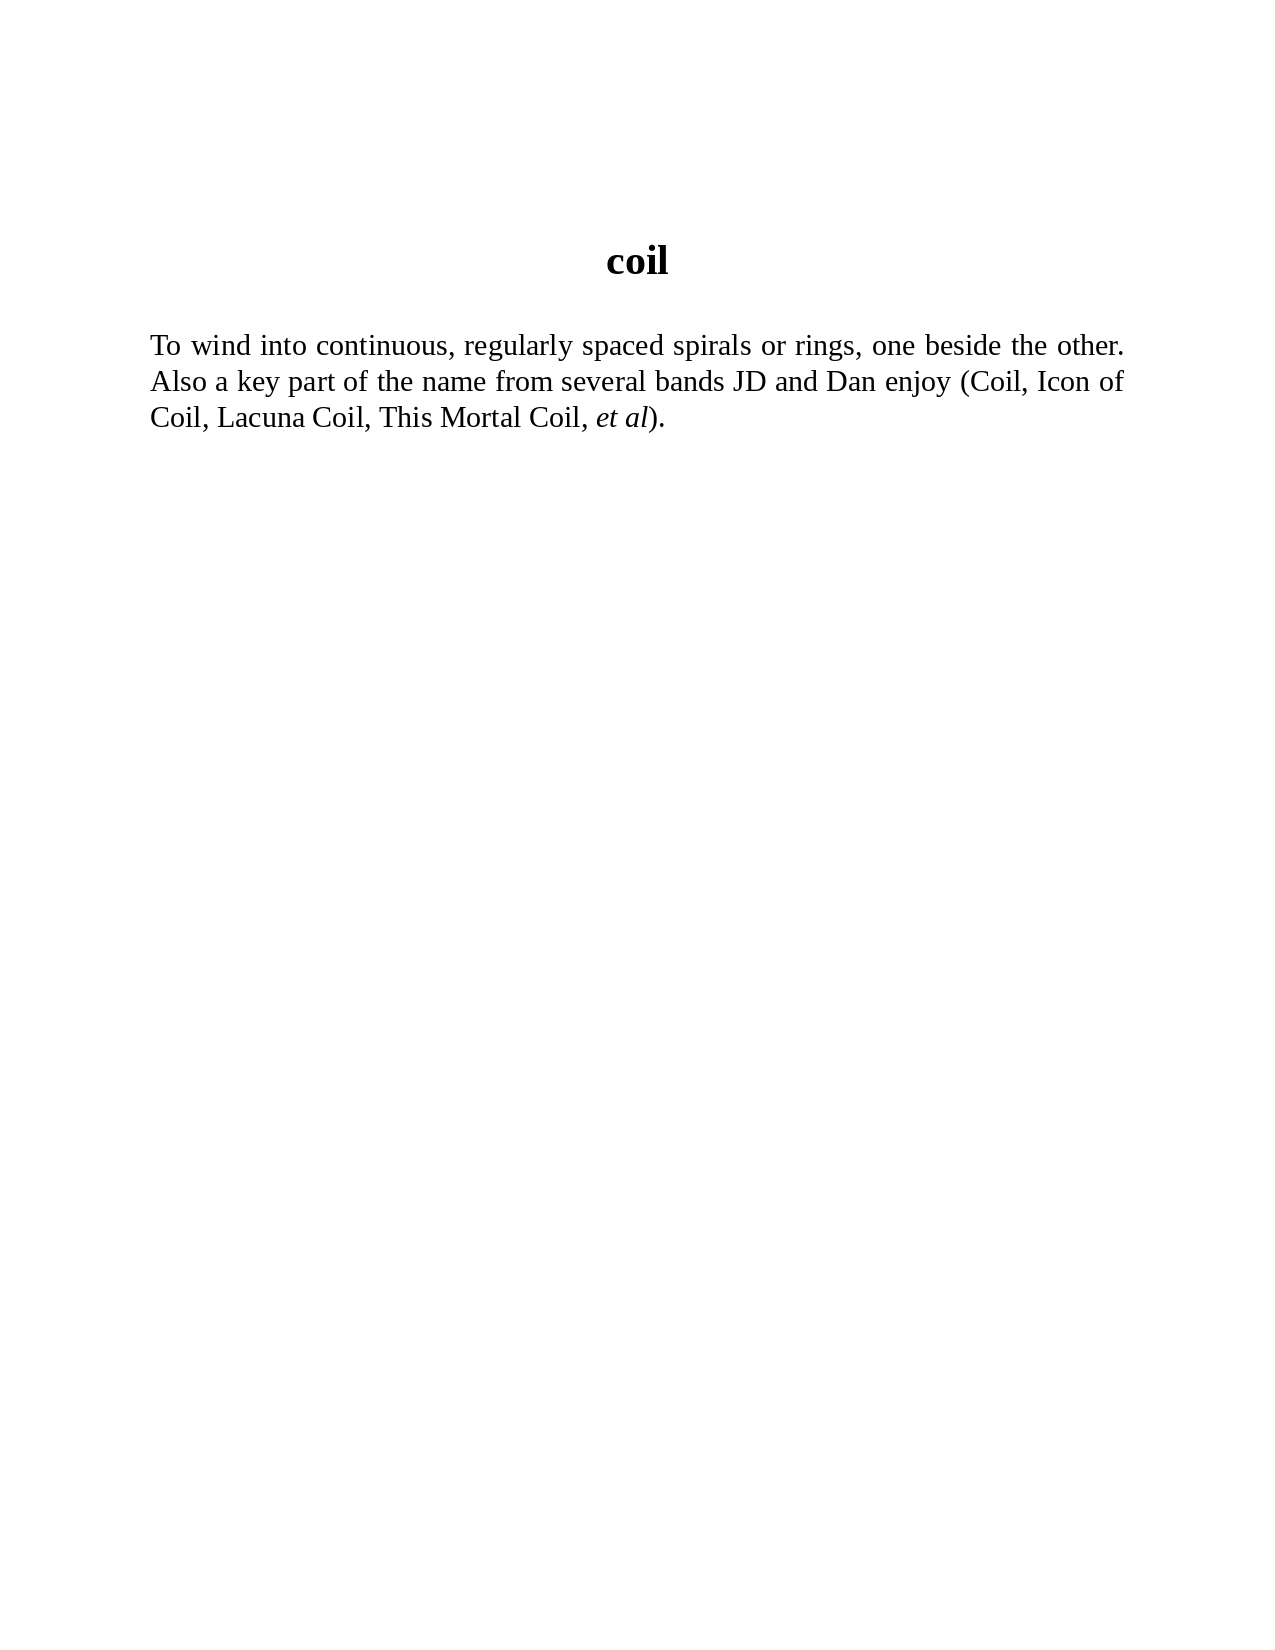 coil
To wind into continuous, regularly spaced spirals or rings, one beside the other.
Also a key part of the name from several bands JD and Dan enjoy (Coil, Icon of
Coil, Lacuna Coil, This Mortal Coil, et al).